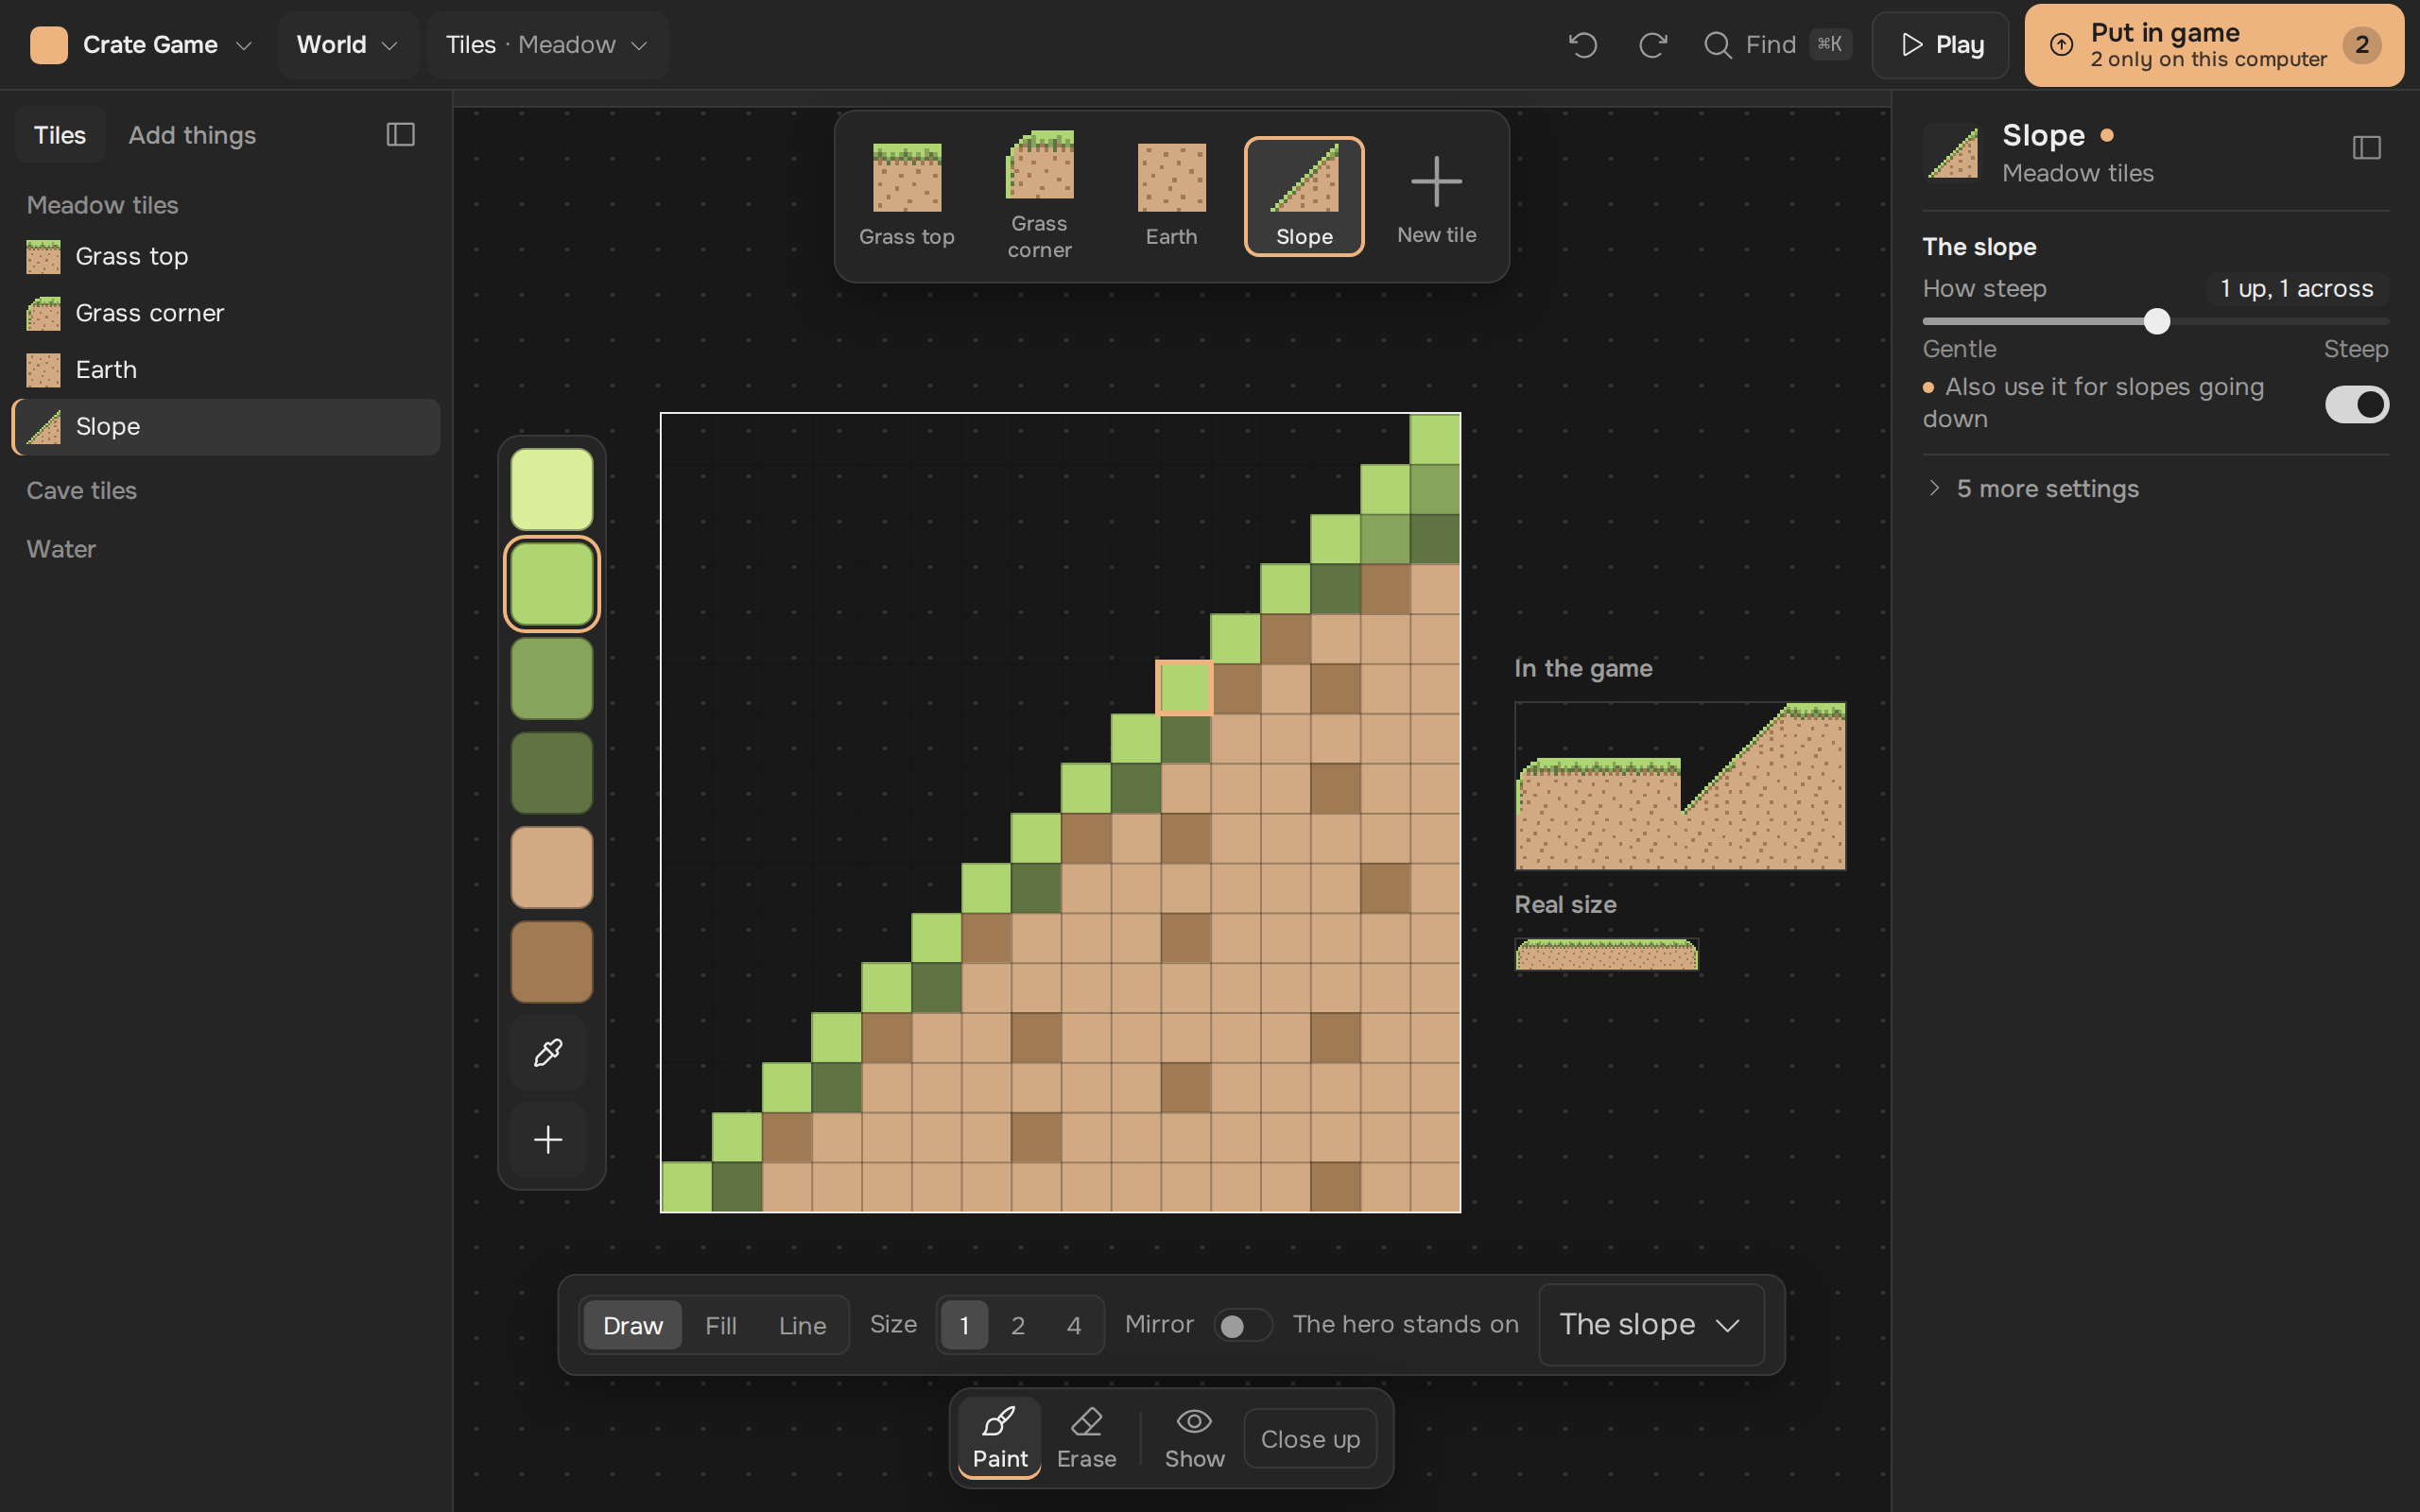 Crate Game
World
Tiles · Meadow
Find ⌘K
Play
Put in game
2 only on this computer
2
Tiles
Add things
Meadow tiles
Grass top
Grass corner
Earth
Slope
Cave tiles
Water
Grass top
Grass
corner
Earth
Slope
New tile
In the game
Real size
Draw
Fill
Line
Size
1
2
4
Mirror
The hero stands on
The slope
Paint
Erase
Show
Close up
Slope
Meadow tiles
The slope
How steep
1 up, 1 across
Gentle
Steep
Also use it for slopes going
down
5 more settings